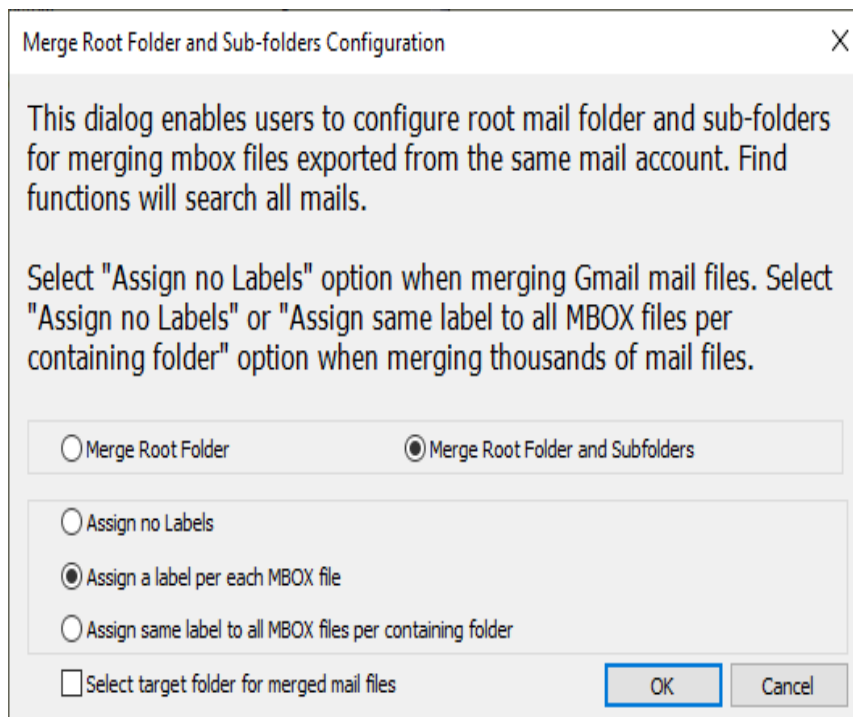 Merge Root Folder and Sub-folders Configuration
This dialog enables users to configure root mail folder and sub-folders
for merging mbox files exported from the same mail account. Find
functions will search all mails.
Select "Assign no Labels" option when merging Gmail mail files. Select
"Assign no Labels" or "Assign same label to all MBOX files per
containing folder" option when merging thousands of mail files.
Merge Root Folder
Merge Root Folder and Subfolders
Assign no Labels
Assign a label per each MBOX file
Assign same label to all MBOX files per containing folder
Select target folder for merged mail files
OK
Cancel